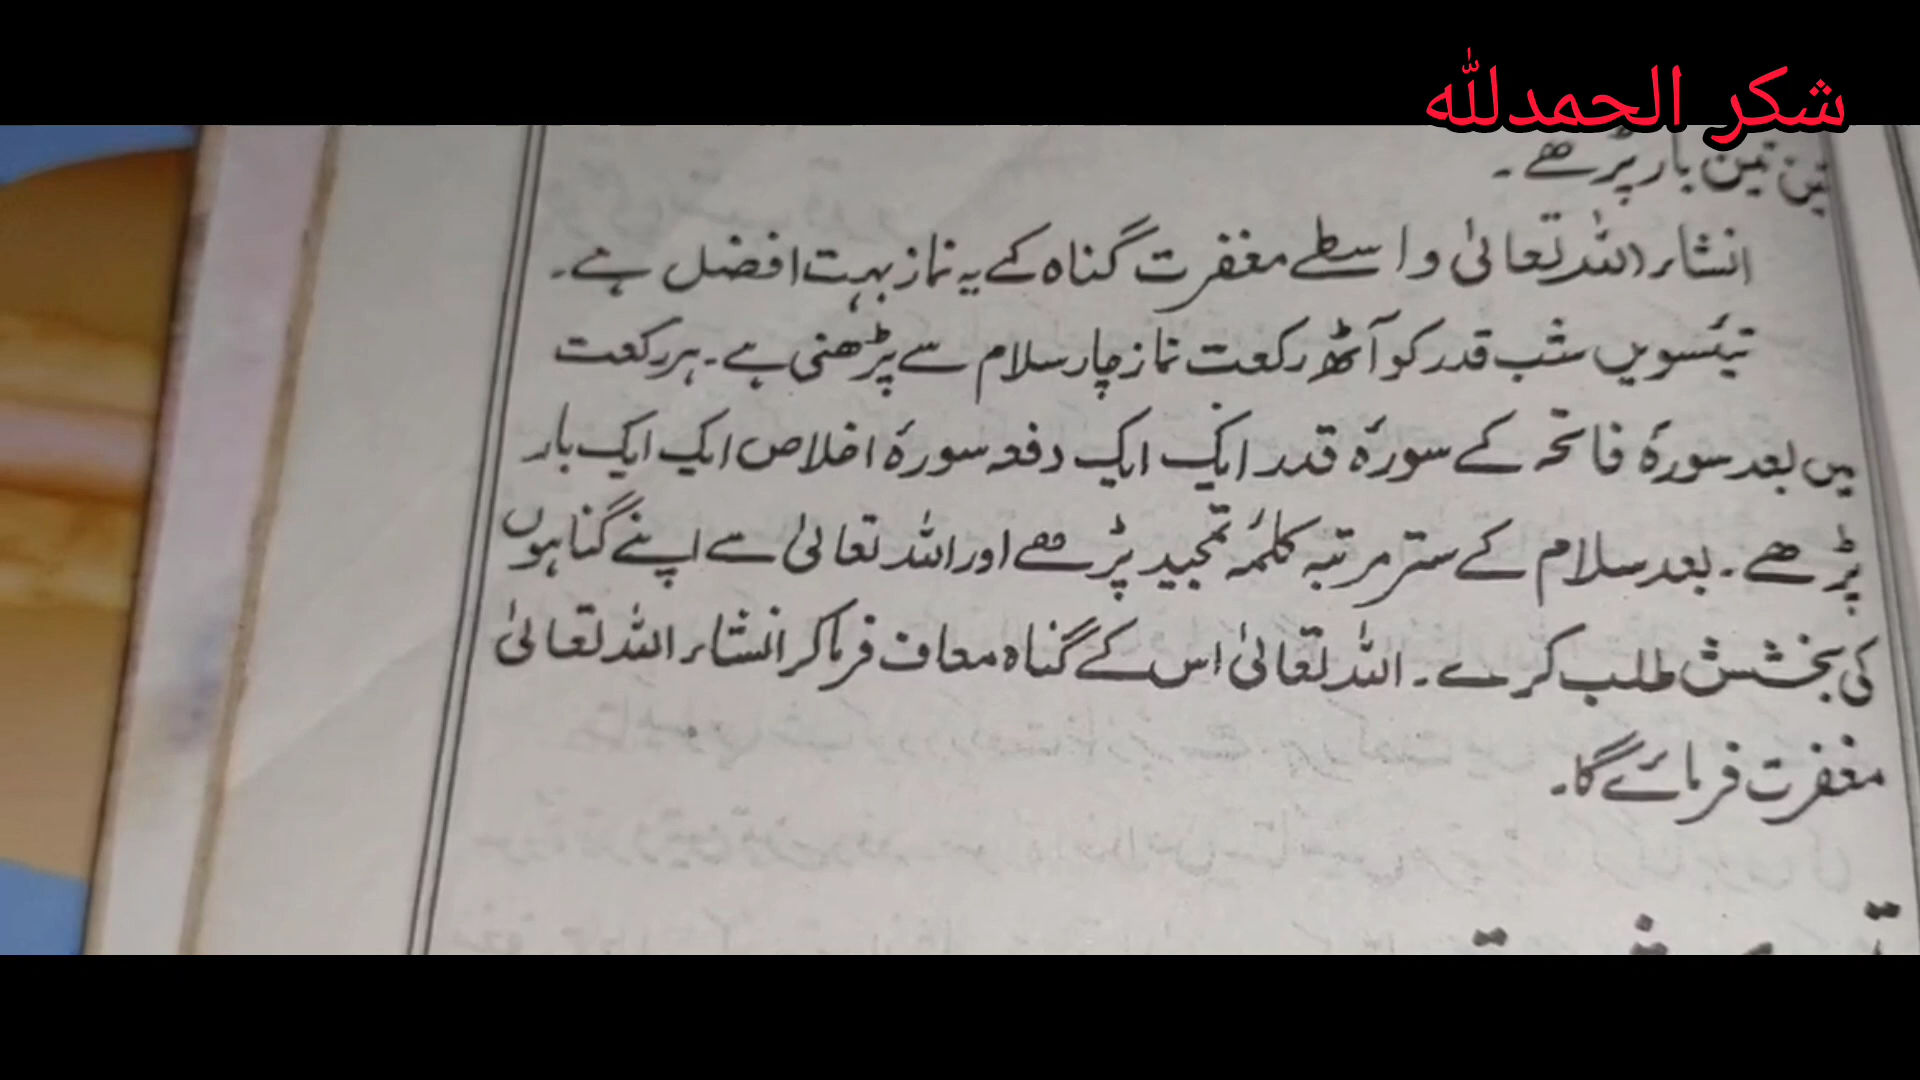 شکر الحمدللہ
تین بار پڑھے ۔
انشاء اللہ تعالیٰ واسطے مغفرت گناہ کے یہ نماز بہت افضل ہے ۔
تیئسویں شب قدر کو آٹھ رکعت نماز چار سلام سے پڑھنی ہے ۔ ہر رکعت
میں بعد سورۂ فاتحہ کے سورۂ قدر ایک ایک دفعہ سورۂ اخلاص ایک ایک بار
پڑھے ۔ بعد سلام کے ستر مرتبہ کلمۂ تمجید پڑھے اور اللہ تعالیٰ سے اپنے گناہوں
کی بخشش طلب کرے ۔ اللہ تعالیٰ اس کے گناہ معاف فرما کر انشاء اللہ تعالیٰ
مغفرت فرمائے گا ۔